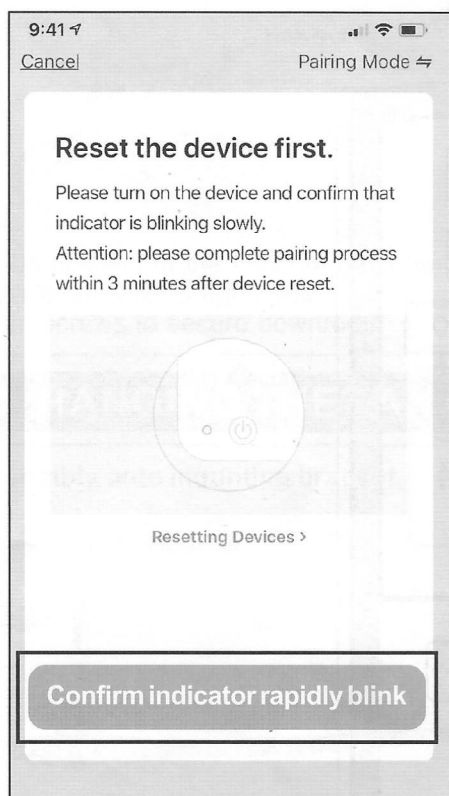 9:41
Cancel
Pairing Mode ⇋
Reset the device first.
Please turn on the device and confirm that
indicator is blinking slowly.
Attention: please complete pairing process
within 3 minutes after device reset.
Resetting Devices >
Confirm indicator rapidly blink